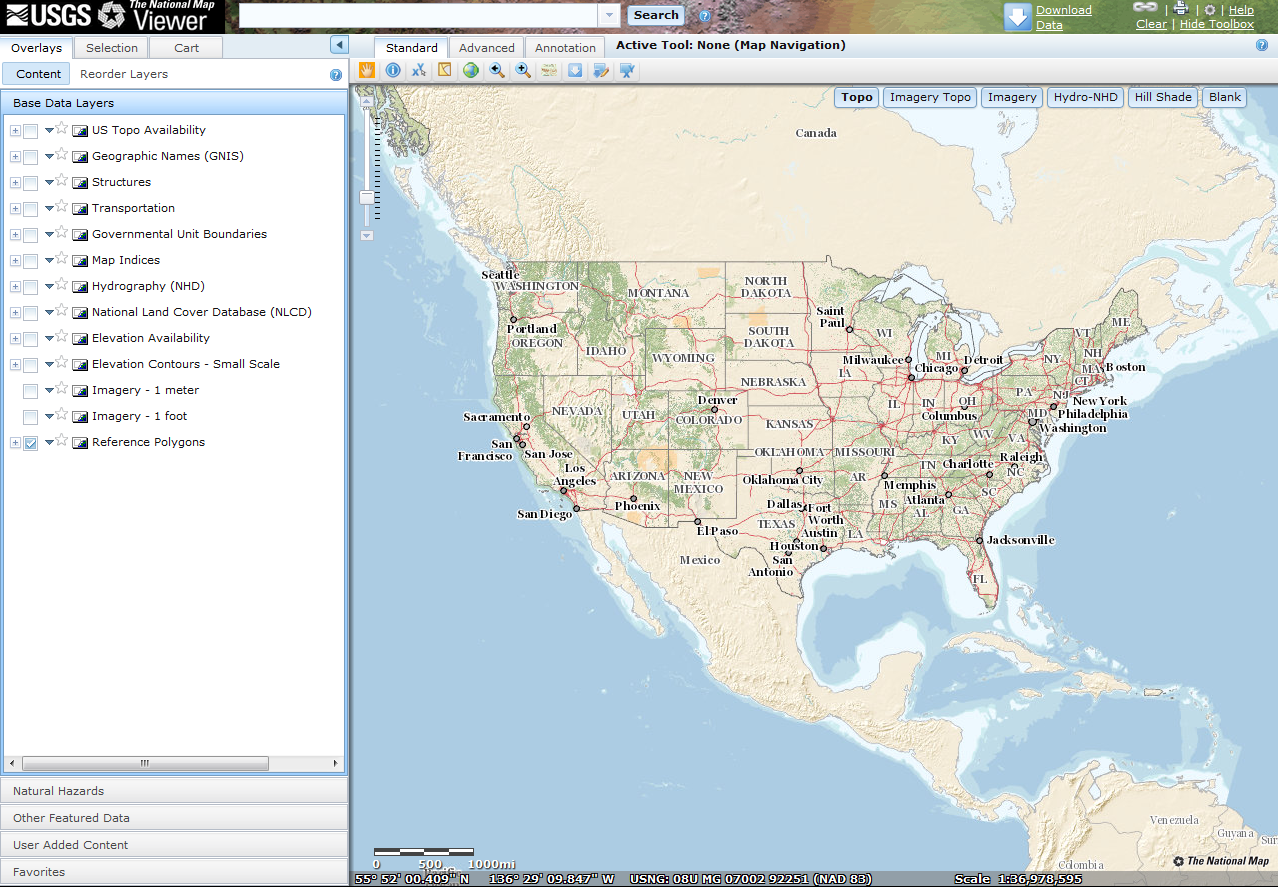 USGS The National Map Viewer
Search
Download Data
| | Help
Clear | Hide Toolbox
Overlays Selection Cart
Standard Advanced Annotation Active Tool: None (Map Navigation)
Content Reorder Layers
Base Data Layers
US Topo Availability
Geographic Names (GNIS)
Structures
Transportation
Governmental Unit Boundaries
Map Indices
Hydrography (NHD)
National Land Cover Database (NLCD)
Elevation Availability
Elevation Contours - Small Scale
Imagery - 1 meter
Imagery - 1 foot
Reference Polygons
Natural Hazards
Other Featured Data
User Added Content
Favorites
Topo Imagery Topo Imagery Hydro-NHD Hill Shade Blank
Canada
Seattle
WASHINGTON
MONTANA
NORTH DAKOTA
Saint Paul
Portland
OREGON
IDAHO
WYOMING
SOUTH DAKOTA
WI
MI
ME
VT
NH
NY
MA
CT
Boston
Milwaukee
Detroit
Chicago
IA
NEBRASKA
Denver
PA
NJ
New York
Philadelphia
MD
Washington
Sacramento
NEVADA
UTAH
COLORADO
KANSAS
IL
IN
OH
Columbus
WV
VA
KY
San Francisco
San Jose
Los Angeles
OKLAHOMA
MISSOURI
TN
Charlotte
Raleigh
NC
ARIZONA
NEW MEXICO
Oklahoma City
AR
Memphis
SC
Atlanta
San Diego
Phoenix
Dallas
Fort Worth
MS
AL
GA
El Paso
TEXAS
Austin
LA
Houston
San Antonio
Jacksonville
FL
Mexico
Venezuela
Guyana
Sur
Colombia
The National Map
0 500 1000mi
55° 52' 00.409" N 136° 29' 09.847" W USNG: 08U MG 07002 92251 (NAD 83) Scale 1:36,978,595